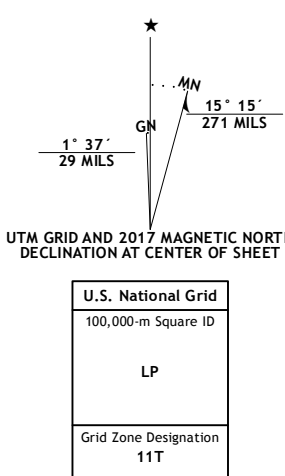 ★
MN
GN
15° 15´
271 MILS
1° 37´
29 MILS
UTM GRID AND 2017 MAGNETIC NORT
DECLINATION AT CENTER OF SHEET
U.S. National Grid
100,000-m Square ID
LP
Grid Zone Designation
11T